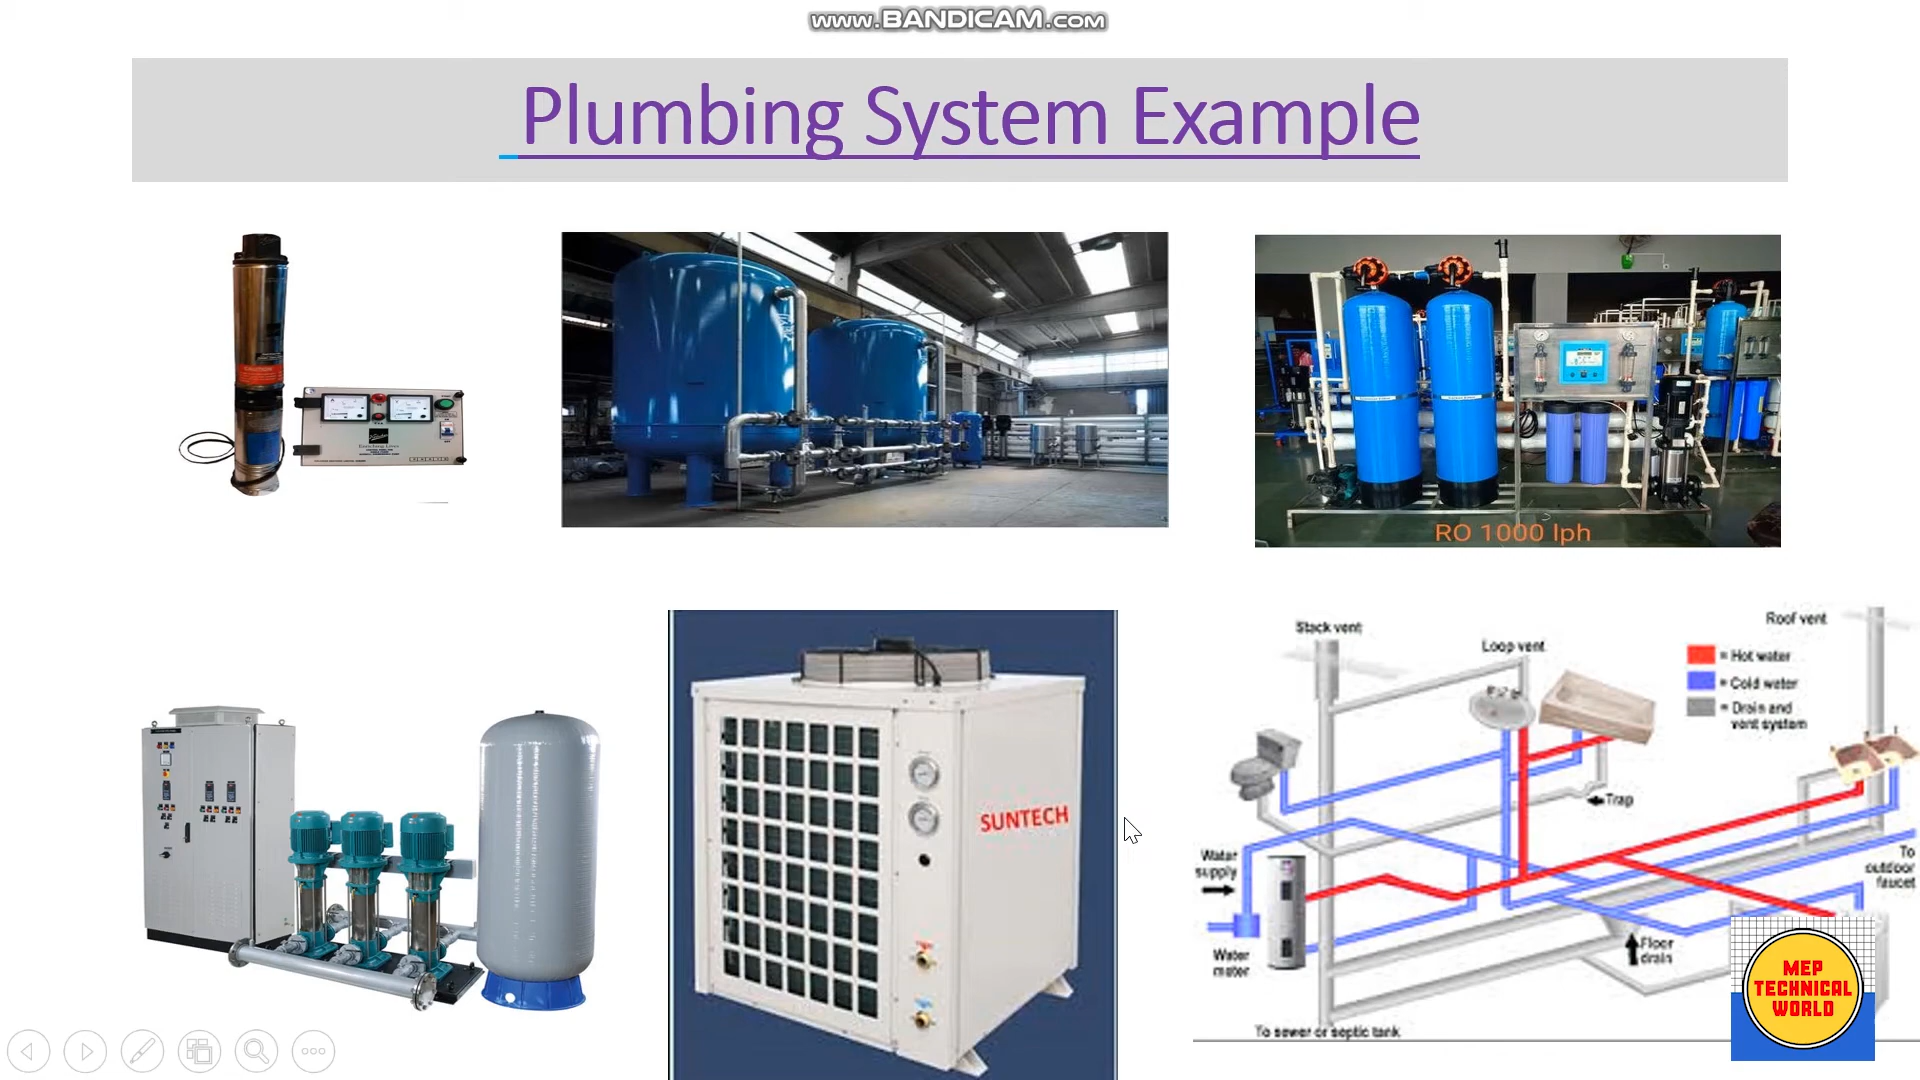 www.BANDICAM.com
Plumbing System Example
RO 1000 lph
SUNTECH
Stack vent
Loop vent
Roof vent
= Hot water
= Cold water
= Drain and
vent system
Trap
Water
supply
Water
meter
To
outdoor
faucet
Floor
drain
To sewer or septic tank
MEP
TECHNICAL
WORLD